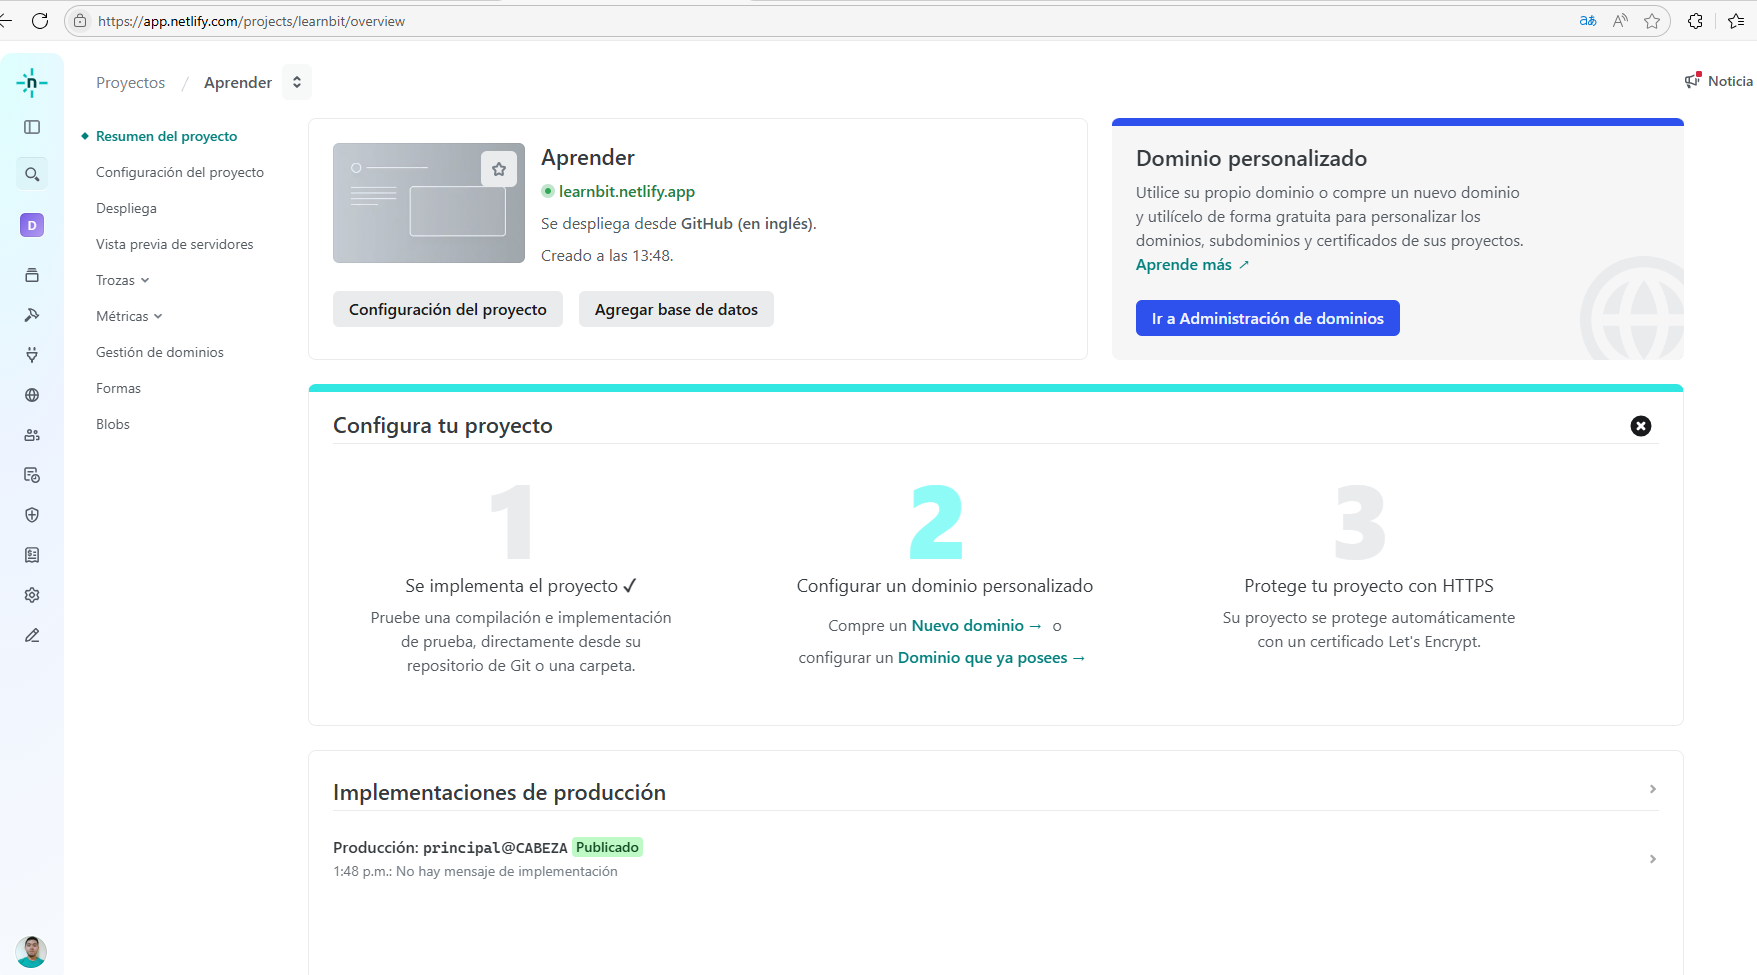 https://app.netlify.com/projects/learnbit/overview
aあ
A
n
Proyectos / Aprender
Noticia
D
Resumen del proyecto
Configuración del proyecto
Despliega
Vista previa de servidores
Trozas
Métricas
Gestión de dominios
Formas
Blobs
Aprender
learnbit.netlify.app
Se despliega desde GitHub (en inglés).
Creado a las 13:48.
Configuración del proyecto
Agregar base de datos
Dominio personalizado
Utilice su propio dominio o compre un nuevo dominio
y utilícelo de forma gratuita para personalizar los
dominios, subdominios y certificados de sus proyectos.
Aprende más ↗
Ir a Administración de dominios
Configura tu proyecto
1
Se implementa el proyecto ✓
Pruebe una compilación e implementación
de prueba, directamente desde su
repositorio de Git o una carpeta.
2
Configurar un dominio personalizado
Compre un Nuevo dominio → o
configurar un Dominio que ya posees →
3
Protege tu proyecto con HTTPS
Su proyecto se protege automáticamente
con un certificado Let's Encrypt.
Implementaciones de producción
Producción: principal@CABEZA Publicado
1:48 p.m.: No hay mensaje de implementación